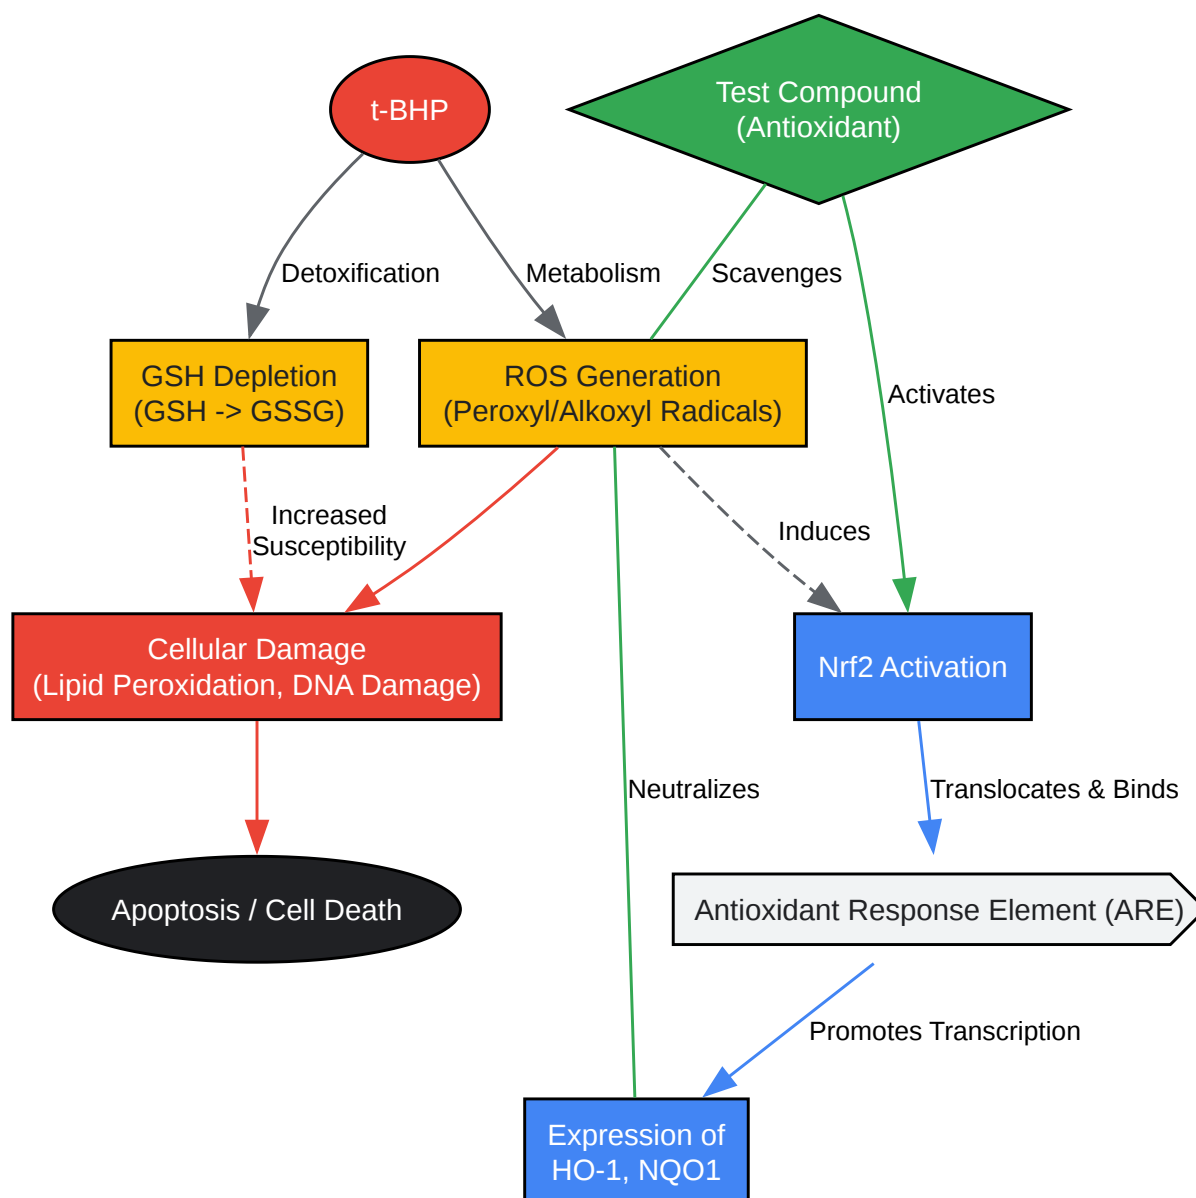 t-BHP
Test Compound
(Antioxidant)
Detoxification
Metabolism
Scavenges
GSH Depletion
(GSH -> GSSG)
ROS Generation
(Peroxyl/Alkoxyl Radicals)
Activates
Increased
Susceptibility
Induces
Cellular Damage
(Lipid Peroxidation, DNA Damage)
Nrf2 Activation
Neutralizes
Translocates & Binds
Apoptosis / Cell Death
Antioxidant Response Element (ARE)
Promotes Transcription
Expression of
HO-1, NQO1